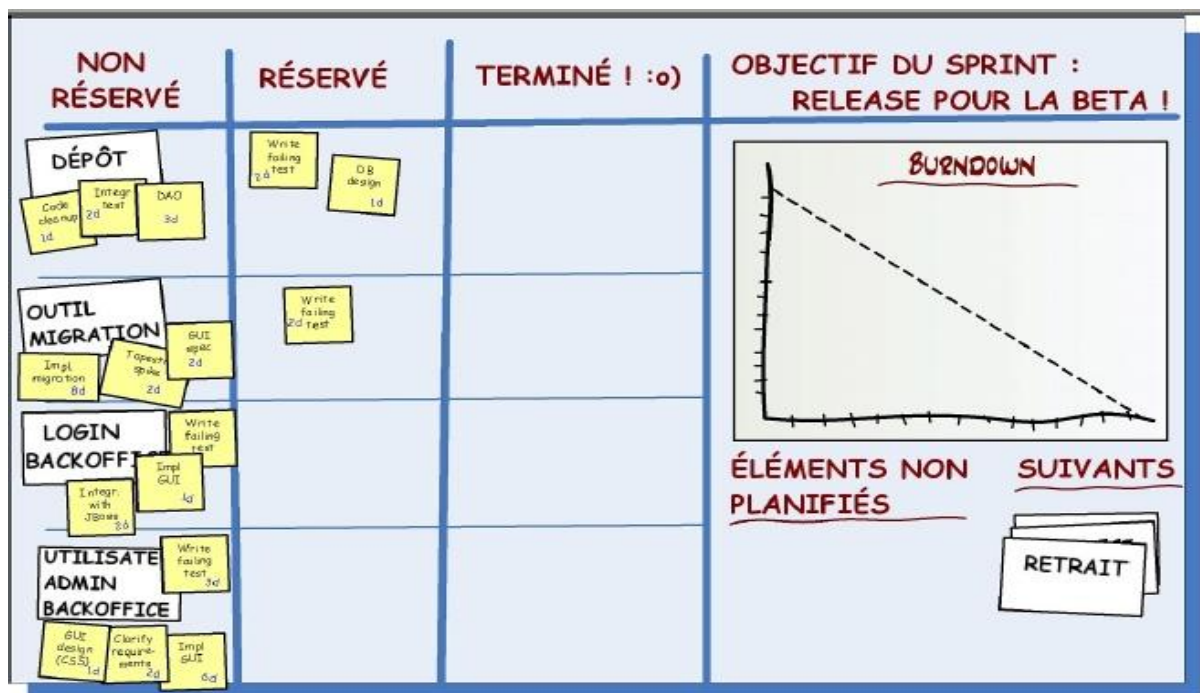 NON
RÉSERVÉ
RÉSERVÉ
TERMINÉ ! :o)
OBJECTIF DU SPRINT :
RELEASE POUR LA BETA !
DÉPÔT
Code
cleanup
Integr
test
2d
DAO
3d
Write
failing
test
2d
DB
design
1d
OUTIL
MIGRATION
Impl
migration
8d
Tapestry
spike
2d
GUI
spec
2d
Write
failing
2d test
LOGIN
BACKOFFICE
Write
failing
test
Integr.
with
JBoss
2d
Impl
GUI
UTILISATE
ADMIN
BACKOFFICE
Write
failing
test
3d
GUI
design
(CSS)
1d
Clarify
require-
ments
2d
Impl
GUI
6d
BURNDOWN
ÉLÉMENTS NON
PLANIFIÉS
SUIVANTS
RETRAIT